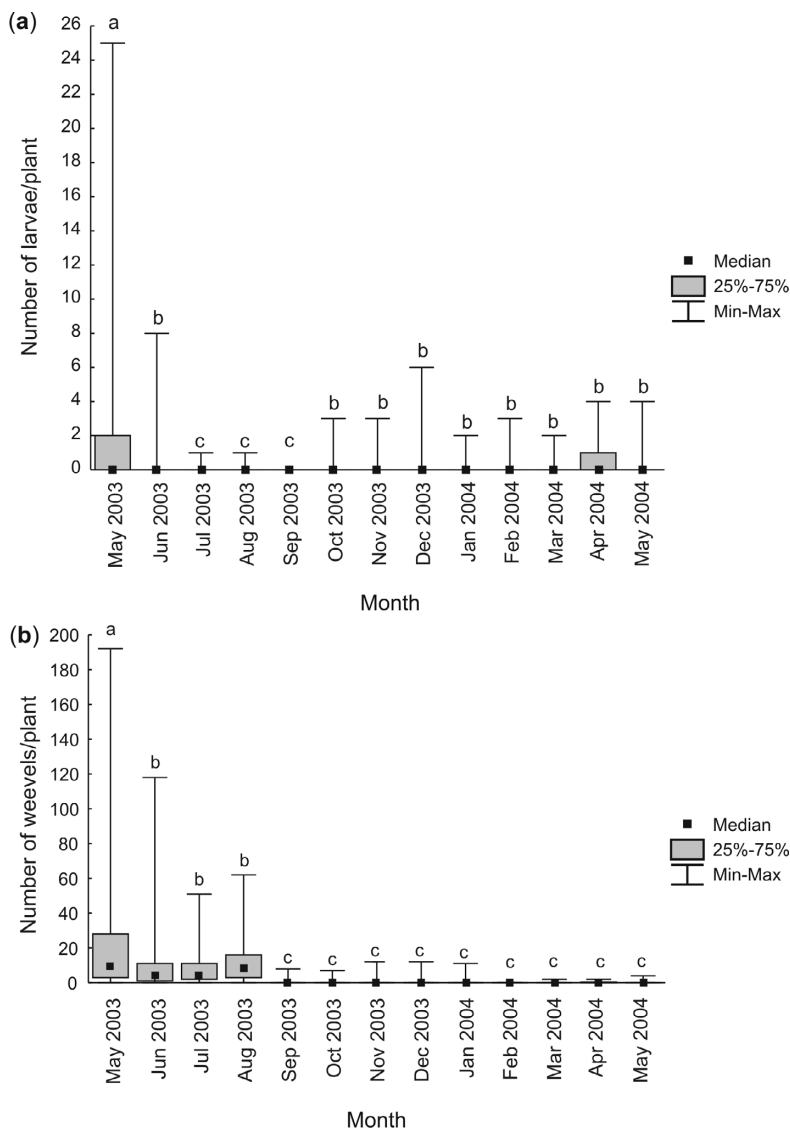 (a)
a
26
24
22
20
18
16
14
12
10
8
6
4
2
0
Number of larvae/plant
b
c
c
c
b
b
b
b
b
b
b
b
Median
25%-75%
Min-Max
May 2003
Jun 2003
Jul 2003
Aug 2003
Sep 2003
Oct 2003
Nov 2003
Dec 2003
Jan 2004
Feb 2004
Mar 2004
Apr 2004
May 2004
Month
(b)
a
200
180
160
140
120
100
80
60
40
20
0
Number of weevels/plant
b
b
b
c
c
c
c
c
c
c
c
c
Median
25%-75%
Min-Max
May 2003
Jun 2003
Jul 2003
Aug 2003
Sep 2003
Oct 2003
Nov 2003
Dec 2003
Jan 2004
Feb 2004
Mar 2004
Apr 2004
May 2004
Month